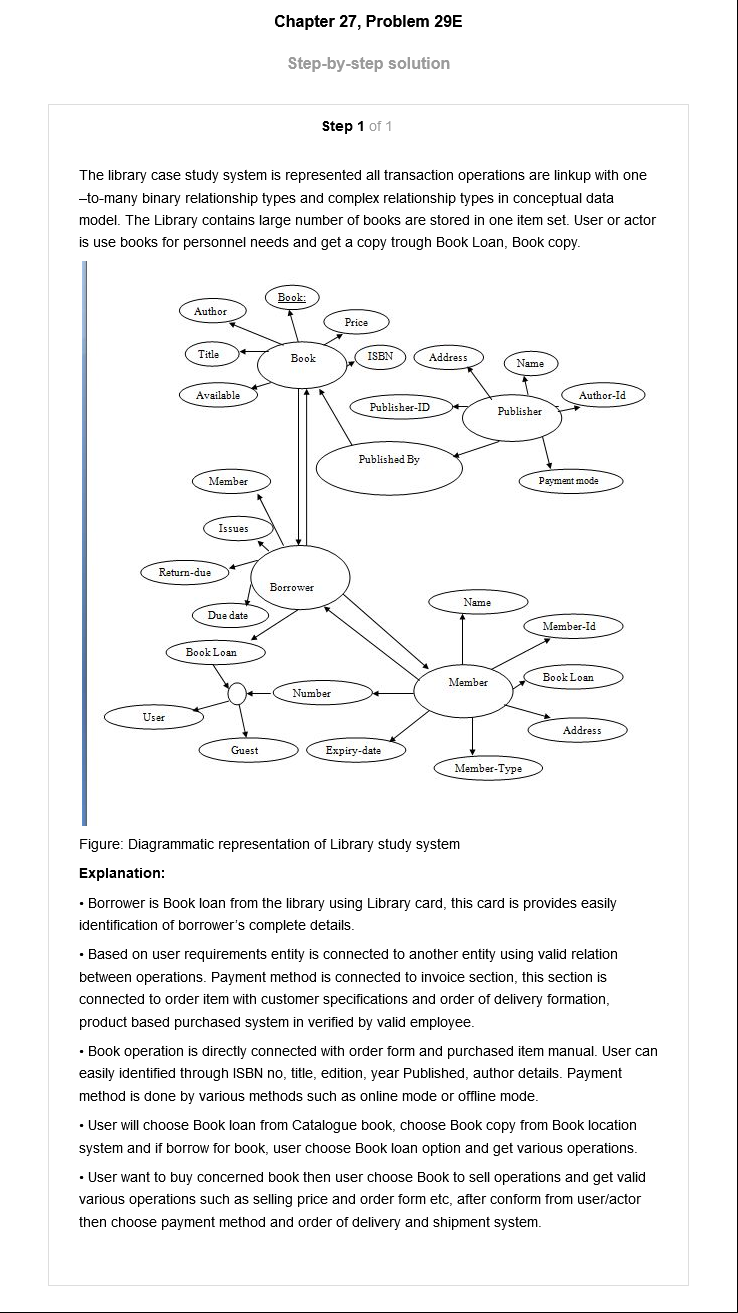 Chapter 27, Problem 29E
Step-by-step solution
Step 1 of 1
The library case study system is represented all transaction operations are linkup with one
–to-many binary relationship types and complex relationship types in conceptual data
model. The Library contains large number of books are stored in one item set. User or actor
is use books for personnel needs and get a copy trough Book Loan, Book copy.
Book:
Author
Price
Title
Book
ISBN
Address
Name
Available
Publisher-ID
Publisher
Author-Id
Published By
Member
Payment mode
Issues
Return-due
Borrower
Due date
Name
Member-Id
Book Loan
Member
Book Loan
Number
User
Address
Guest
Expiry-date
Member-Type
Figure: Diagrammatic representation of Library study system
Explanation:
• Borrower is Book loan from the library using Library card, this card is provides easily
identification of borrower’s complete details.
• Based on user requirements entity is connected to another entity using valid relation
between operations. Payment method is connected to invoice section, this section is
connected to order item with customer specifications and order of delivery formation,
product based purchased system in verified by valid employee.
• Book operation is directly connected with order form and purchased item manual. User can
easily identified through ISBN no, title, edition, year Published, author details. Payment
method is done by various methods such as online mode or offline mode.
• User will choose Book loan from Catalogue book, choose Book copy from Book location
system and if borrow for book, user choose Book loan option and get various operations.
• User want to buy concerned book then user choose Book to sell operations and get valid
various operations such as selling price and order form etc, after conform from user/actor
then choose payment method and order of delivery and shipment system.